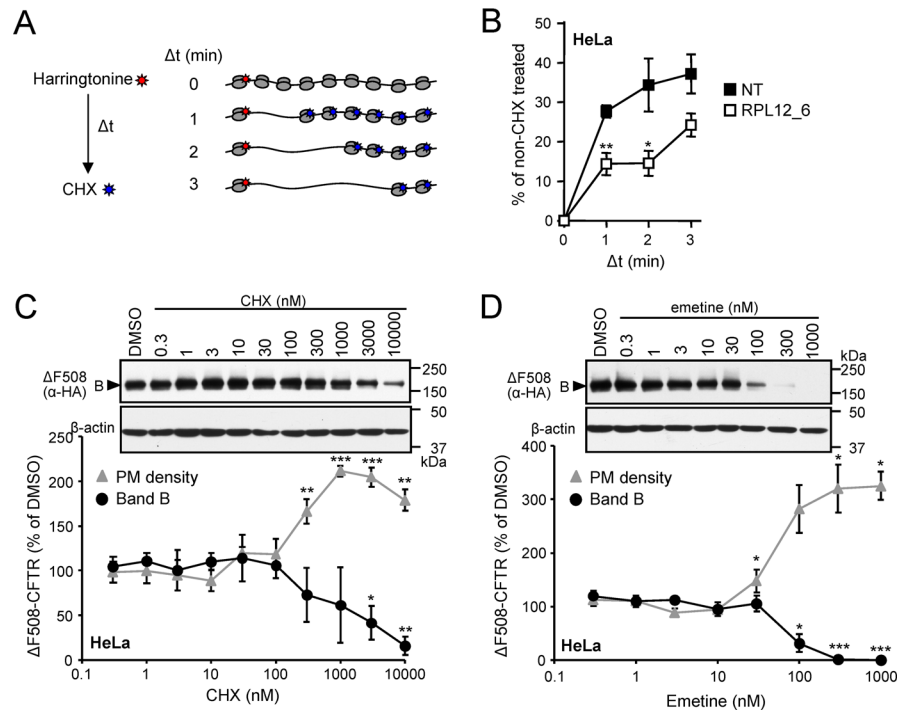 A
Δt (min)
Harringtonine
Δt
CHX
0
1
2
3
B
HeLa
% of non-CHX treated
50
40
30
20
10
0
**
*
NT
RPL12_6
0 1 2 3
Δt (min)
C
CHX (nM)
DMSO 0.3 1 3 10 30 100 300 1000 3000 10000
ΔF508
(α-HA)
B
250
150
β-actin
50
37
kDa
ΔF508-CFTR (% of DMSO)
250
200
150
100
50
0
PM density
Band B
** *** *** **
* **
HeLa
0.1 1 10 100 1000 10000
CHX (nM)
D
emetine (nM)
DMSO 0.3 1 3 10 30 100 300 1000
kDa
ΔF508
(α-HA)
B
250
150
β-actin
50
37
ΔF508-CFTR (% of DMSO)
400
300
200
100
0
PM density
Band B
* * *
* *** ***
HeLa
0.1 1 10 100 1000
Emetine (nM)